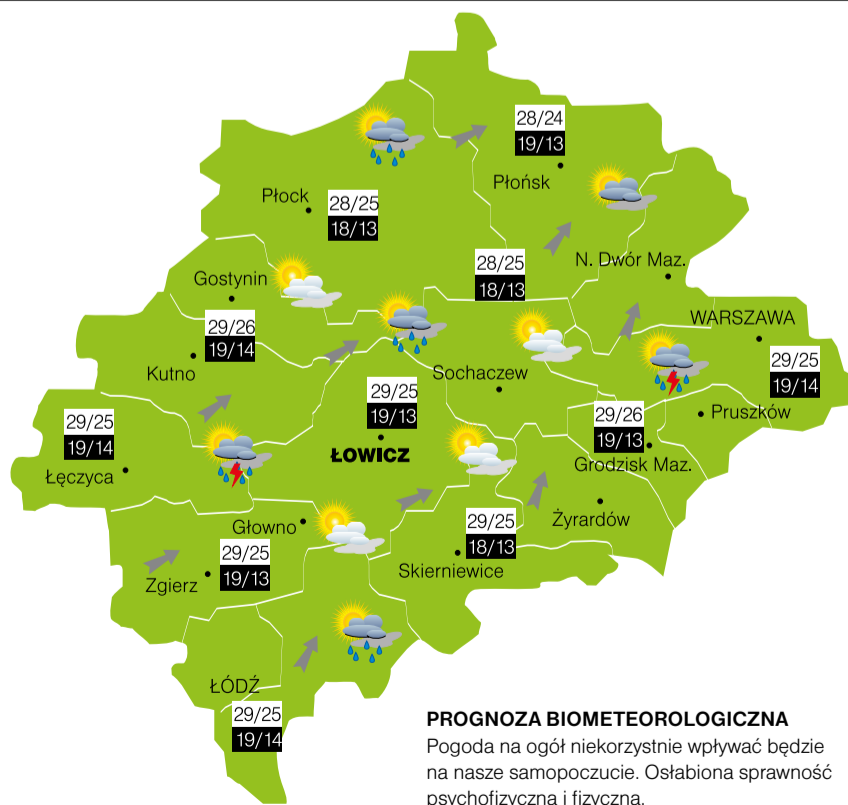 28/24
19/13
Płońsk
Płock
28/25
18/13
N. Dwór Maz.
28/25
18/13
Gostynin
29/26
19/14
Kutno
WARSZAWA
29/25
19/14
Sochaczew
29/25
19/13
ŁOWICZ
Pruszków
29/26
19/13
Grodzisk Maz.
29/25
19/14
Łęczyca
Żyrardów
Głowno
29/25
18/13
Skierniewice
29/25
19/13
Zgierz
ŁÓDŹ
29/25
19/14
PROGNOZA BIOMETEOROLOGICZNA
Pogoda na ogół niekorzystnie wpływać będzie
na nasze samopoczucie. Osłabiona sprawność
psychofizyczna i fizyczna.